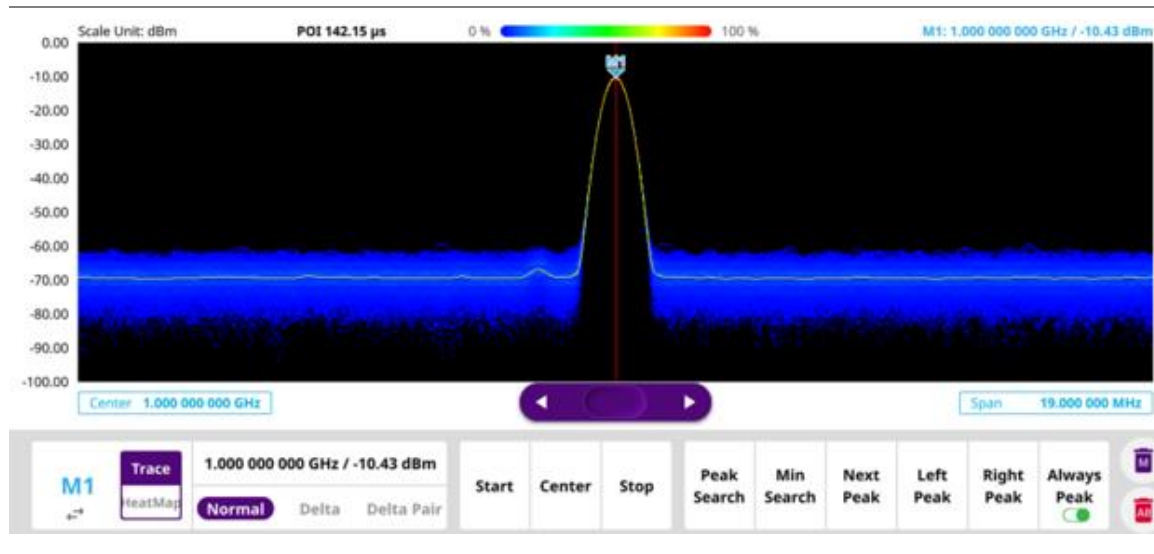 Scale Unit: dBm POI 142.15 µs 0 % 100 % M1: 1.000 000 000 GHz / -10.43 dBm
0.00
M1
-10.00
-20.00
-30.00
-40.00
-50.00
-60.00
-70.00
-80.00
-90.00
-100.00
Center 1.000 000 000 GHz Span 19.000 000 MHz
M1
Trace
HeatMap
1.000 000 000 GHz / -10.43 dBm
Normal Delta Delta Pair
Start Center Stop
Peak Search
Min Search
Next Peak
Left Peak
Right Peak
Always Peak
M
All